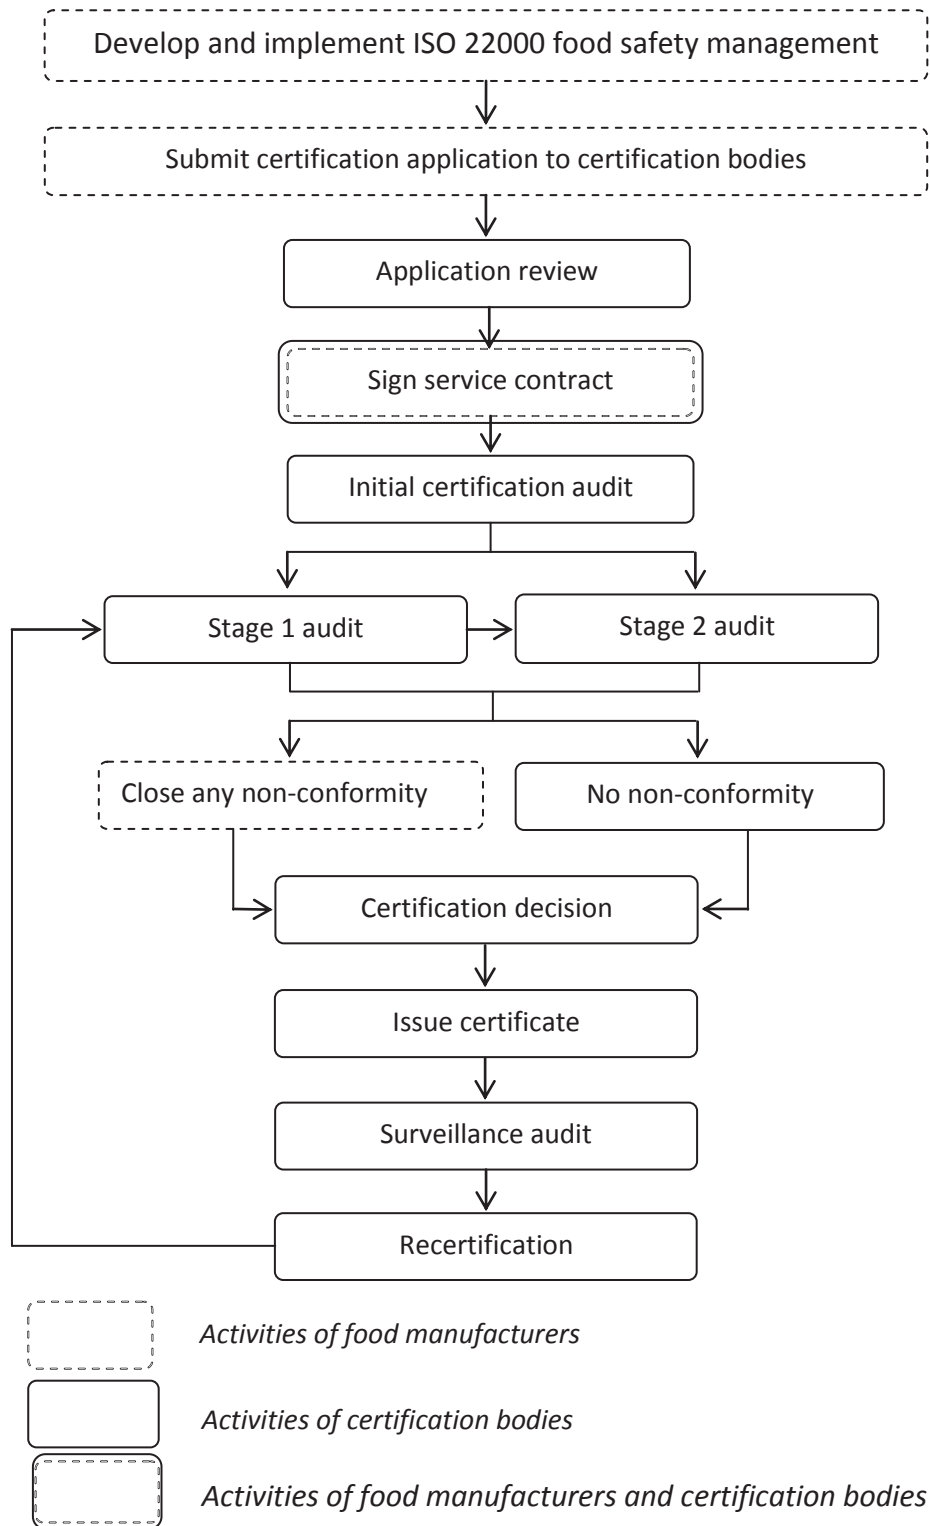 Develop and implement ISO 22000 food safety management
Submit certification application to certification bodies
Application review
Sign service contract
Initial certification audit
Stage 1 audit
Stage 2 audit
Close any non-conformity
No non-conformity
Certification decision
Issue certificate
Surveillance audit
Recertification
Activities of food manufacturers
Activities of certification bodies
Activities of food manufacturers and certification bodies